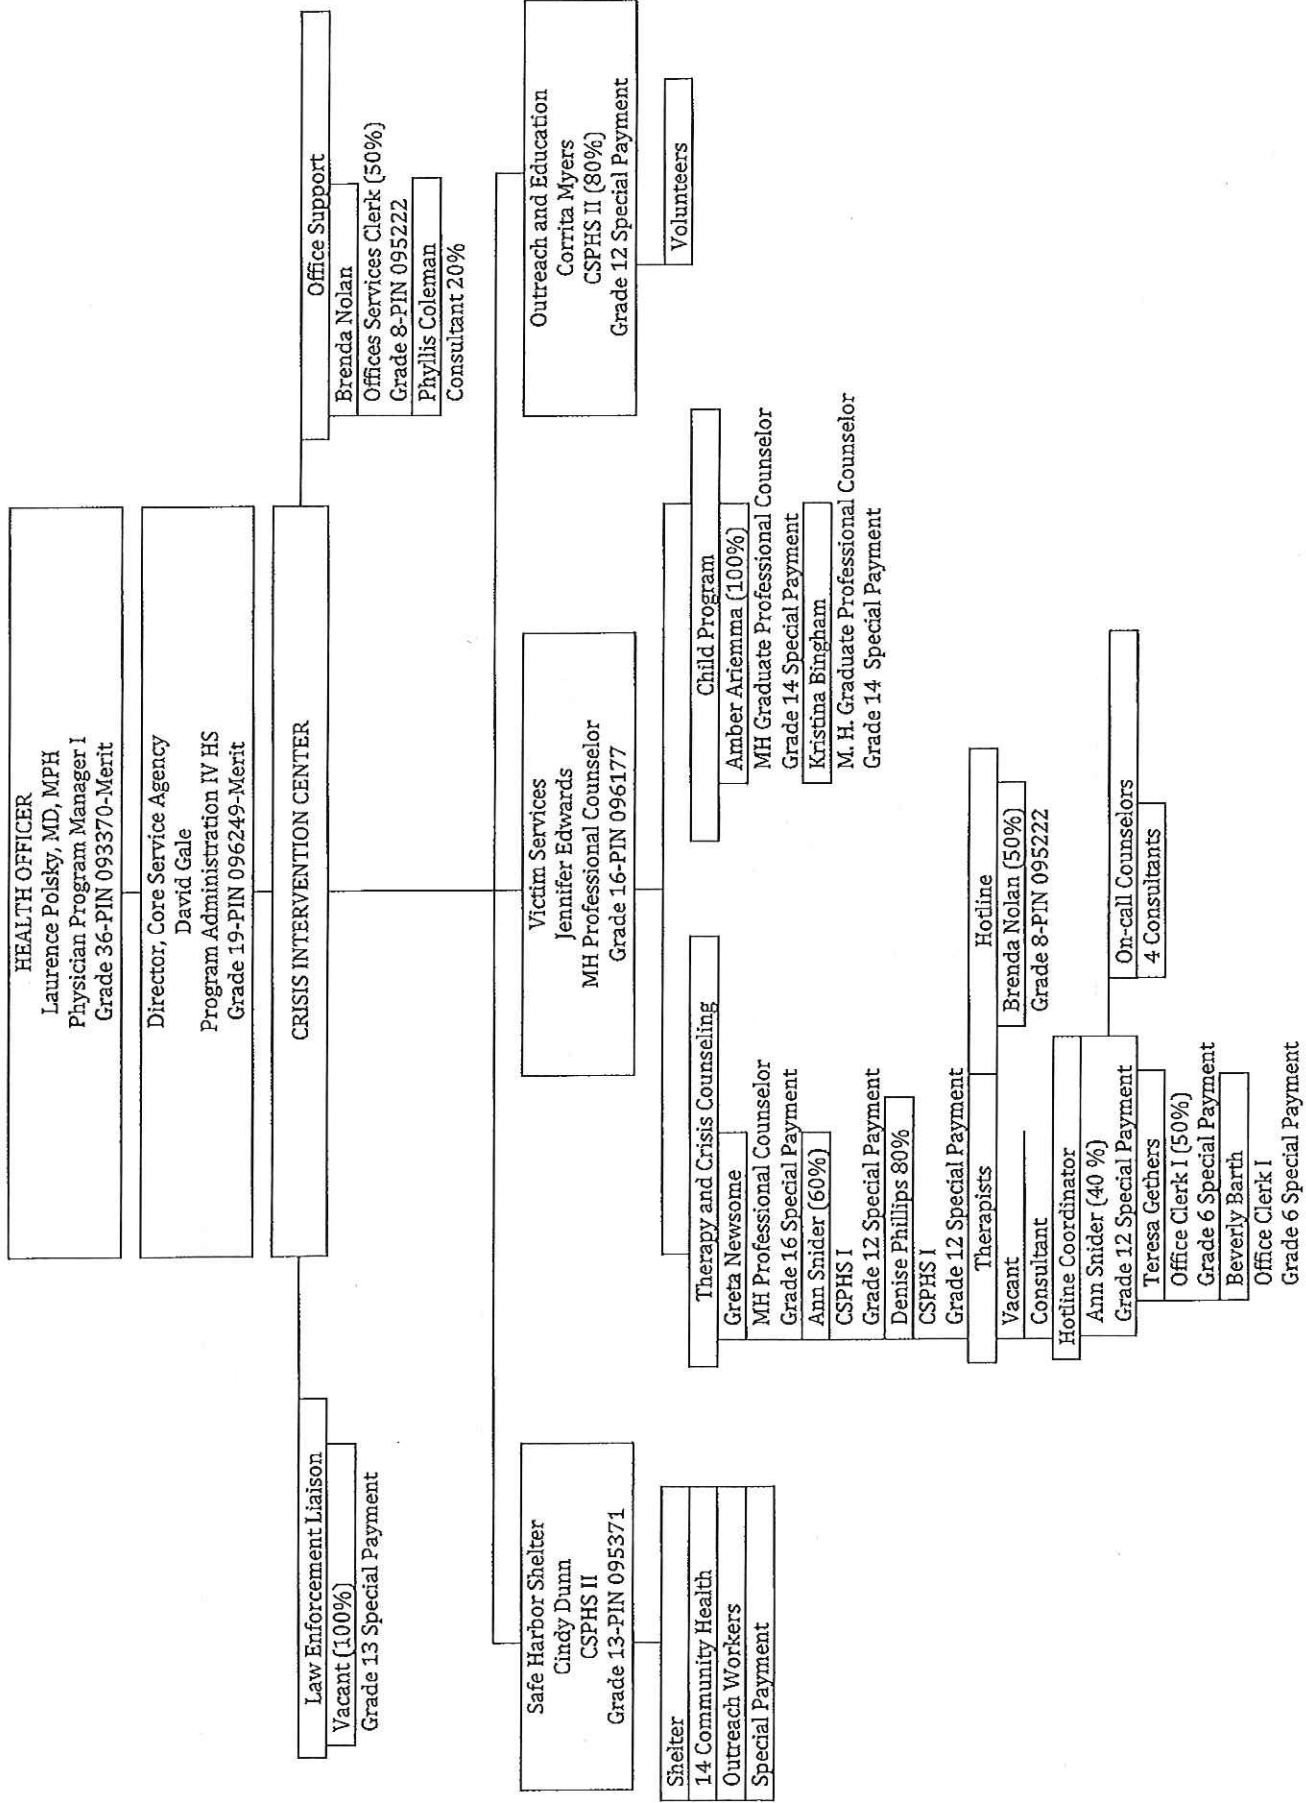 HEALTH OFFICER
Laurence Polsky, MD, MPH
Physician Program Manager I
Grade 36-PIN 093370-Merit
Director, Core Service Agency
David Gale
Program Administration IV HS
Grade 19-PIN 096249-Merit
CRISIS INTERVENTION CENTER
Law Enforcement Liaison
Vacant (100%)
Grade 13 Special Payment
Office Support
Brenda Nolan
Offices Services Clerk (50%)
Grade 8-PIN 095222
Phyllis Coleman
Consultant 20%
Safe Harbor Shelter
Cindy Dunn
CSPHS II
Grade 13-PIN 095371
Shelter
14 Community Health
Outreach Workers
Special Payment
Victim Services
Jennifer Edwards
MH Professional Counselor
Grade 16-PIN 096177
Outreach and Education
Corrita Myers
CSPHS II (80%)
Grade 12 Special Payment
Volunteers
Therapy and Crisis Counseling
Greta Newsome
MH Professional Counselor
Grade 16 Special Payment
Ann Snider (60%)
CSPHS I
Grade 12 Special Payment
Denise Phillips 80%
CSPHS I
Grade 12 Special Payment
Child Program
Amber Ariemma (100%)
MH Graduate Professional Counselor
Grade 14 Special Payment
Kristina Bingham
M. H. Graduate Professional Counselor
Grade 14 Special Payment
Therapists
Vacant
Consultant
Hotline
Brenda Nolan (50%)
Grade 8-PIN 095222
Hotline Coordinator
Ann Snider (40 %)
Grade 12 Special Payment
Teresa Gethers
Office Clerk I (50%)
Grade 6 Special Payment
Beverly Barth
Office Clerk I
Grade 6 Special Payment
On-call Counselors
4 Consultants